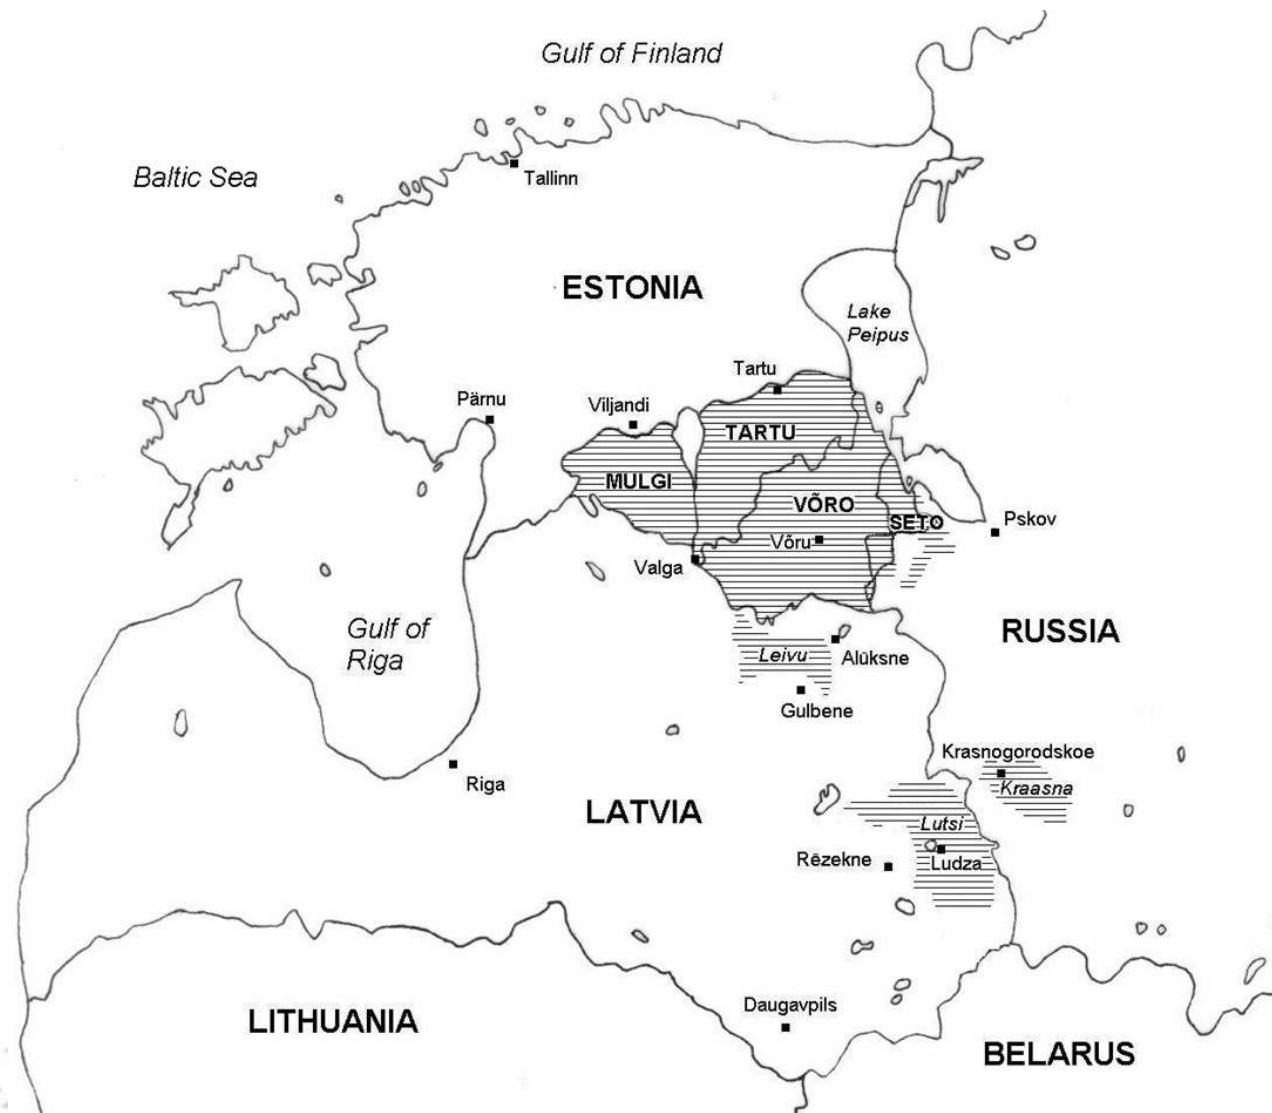 Gulf of Finland
Baltic Sea
Tallinn
ESTONIA
Lake
Peipus
Tartu
Pärnu
Viljandi
TARTU
MULGI
VÕRO
SETO
Pskov
Võru
Valga
Gulf of
Riga
RUSSIA
Leivu
Alūksne
Gulbene
Krasnogorodskoe
Kraasna
Riga
LATVIA
Lutsi
Rēzekne
Ludza
Daugavpils
LITHUANIA
BELARUS